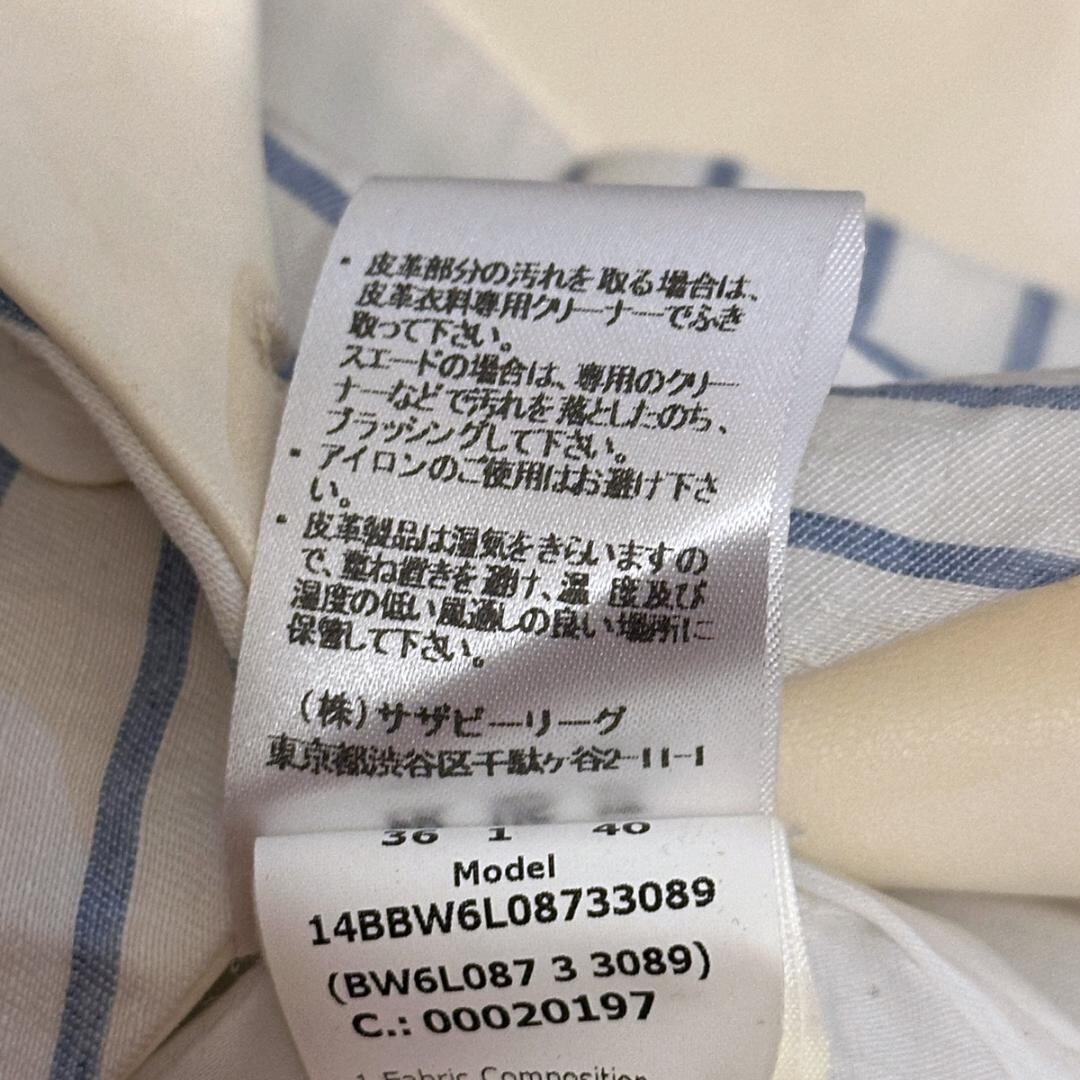 ・皮革部分の汚れを取る場合は、
皮革衣料専用クリーナーでふき
取って下さい。
スエードの場合は、専用のクリー
ナーなどで汚れを落としたのち、
ブラッシングして下さい。
・アイロンのご使用はお避け下さ
い。
・皮革製品は湿気をきらいますの
で、重ね置きを避け、温 度及び
湿度の低い風通しの良い場所に
保管して下さい。
(株)サザビーリーグ
東京都渋谷区千駄ヶ谷2-11-1
36 1 40
Model
14BBW6L08733089
(BW6L087 3 3089)
C.: 00020197
1 Fabric Composition